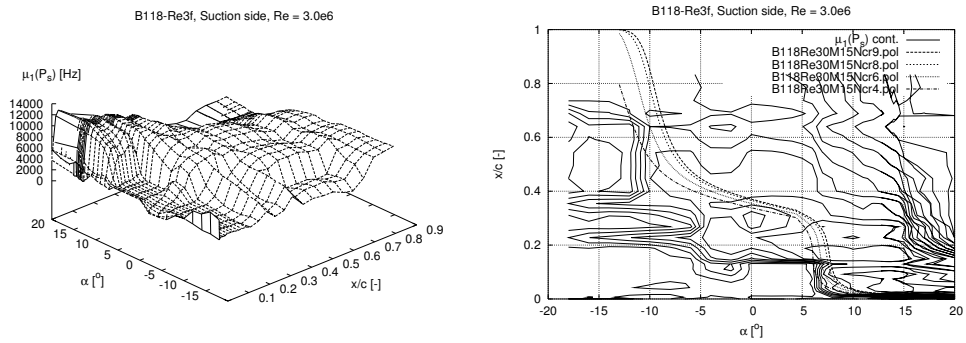 B118-Re3f, Suction side, Re = 3.0e6
μ₁(Pₛ) [Hz]
14000
12000
10000
8000
6000
4000
2000
0
20
15
10
5
0
-5
-10
-15
α [°]
0.1
0.2
0.3
0.4
0.5
0.6
0.7
0.8
0.9
x/c [-]
B118-Re3f, Suction side, Re = 3.0e6
μ₁(Pₛ) cont.
B118Re30M15Ncr9.pol
B118Re30M15Ncr8.pol
B118Re30M15Ncr6.pol
B118Re30M15Ncr4.pol
1
0.8
0.6
0.4
0.2
0
x/c [-]
-20 -15 -10 -5 0 5 10 15 20
α [°]